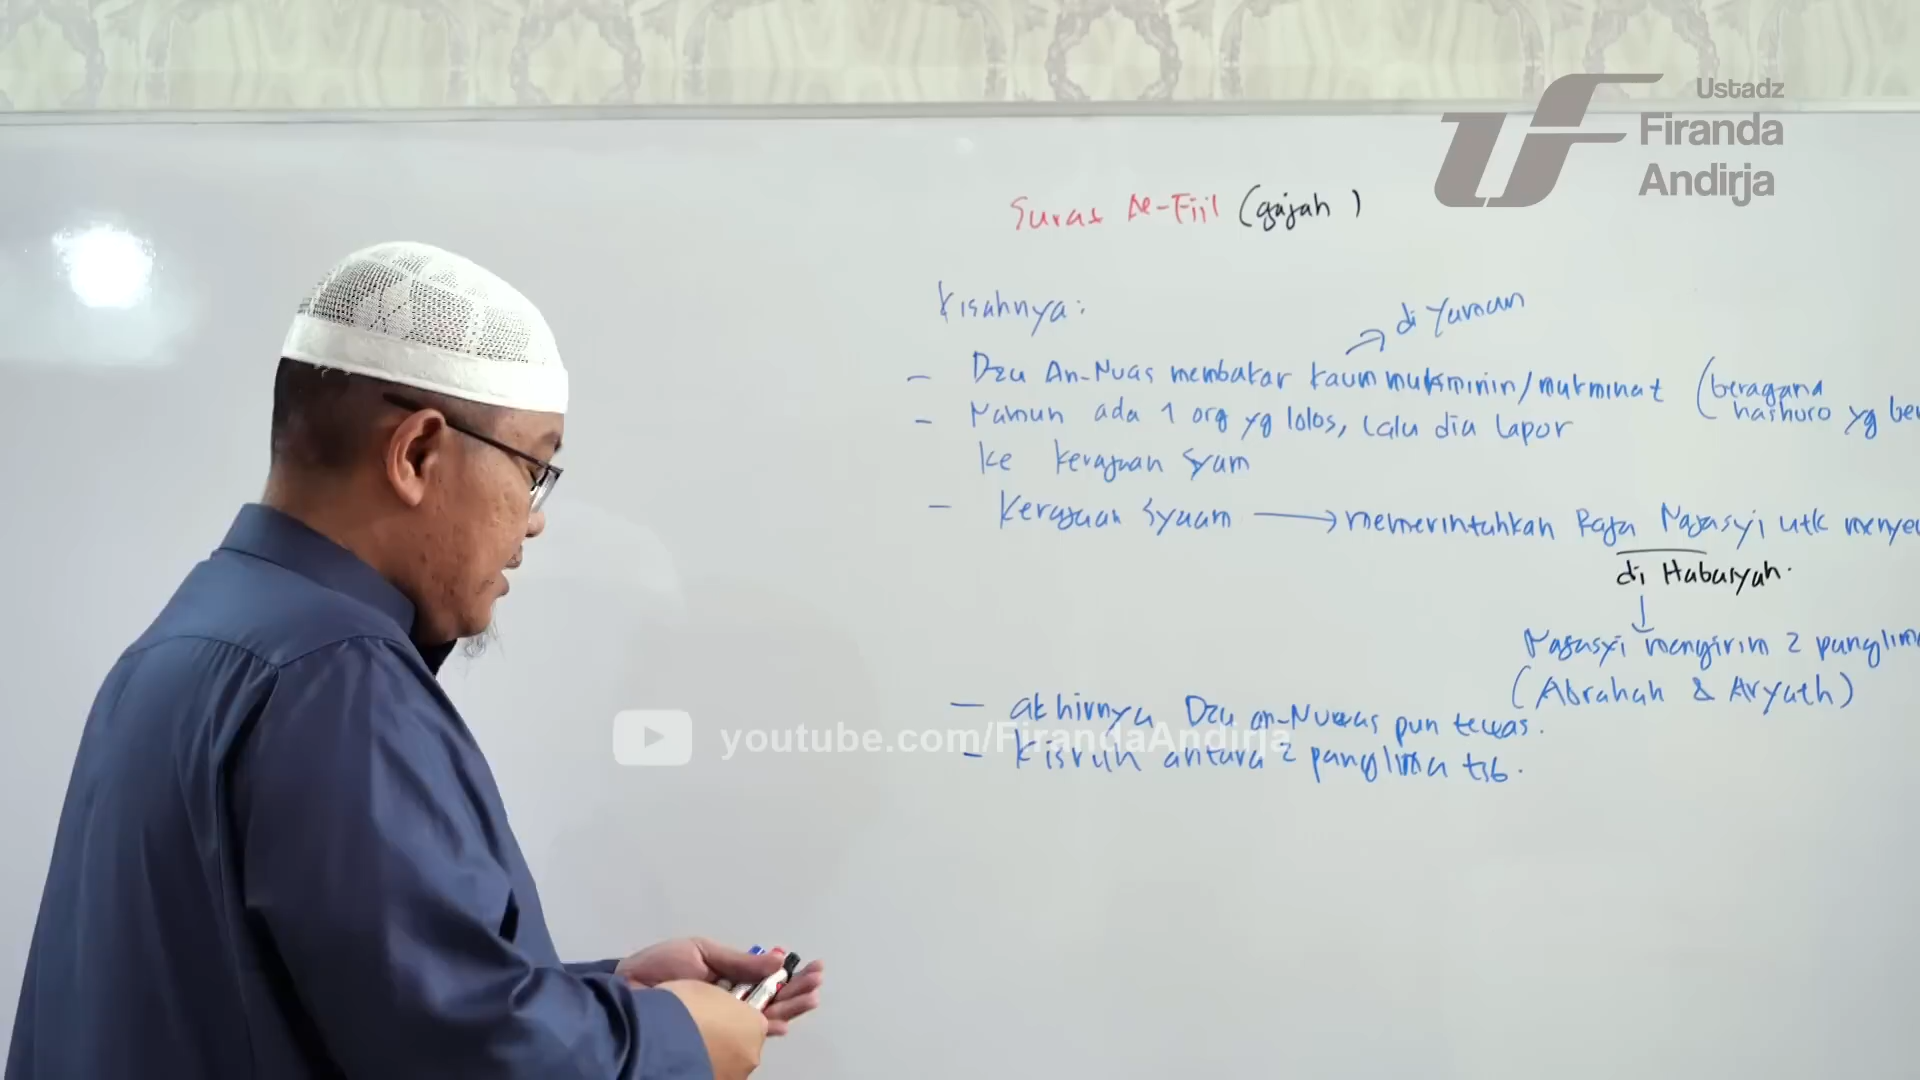 Ustadz
Firanda
Andirja
Surat Al-Fiil (gajah)
Kisahnya:
di Yaman
- Dzu An-Nuas membakar kaum mukminin/mukminat (beragama
nashoro yg ber
- Namun ada 1 org yg lolos, lalu dia lapor
ke kerajaan Syam
- Kerajaan Syaam → memerintahkan Raja Najasyi utk menye
di Habasyah.
Najasyi mengirim 2 panglim
(Abrahah & Aryath)
- akhirnya Dzu an-Nuwas pun tewas.
youtube.com/FirandaAndirja
- Kisruh antara 2 panglima tsb.